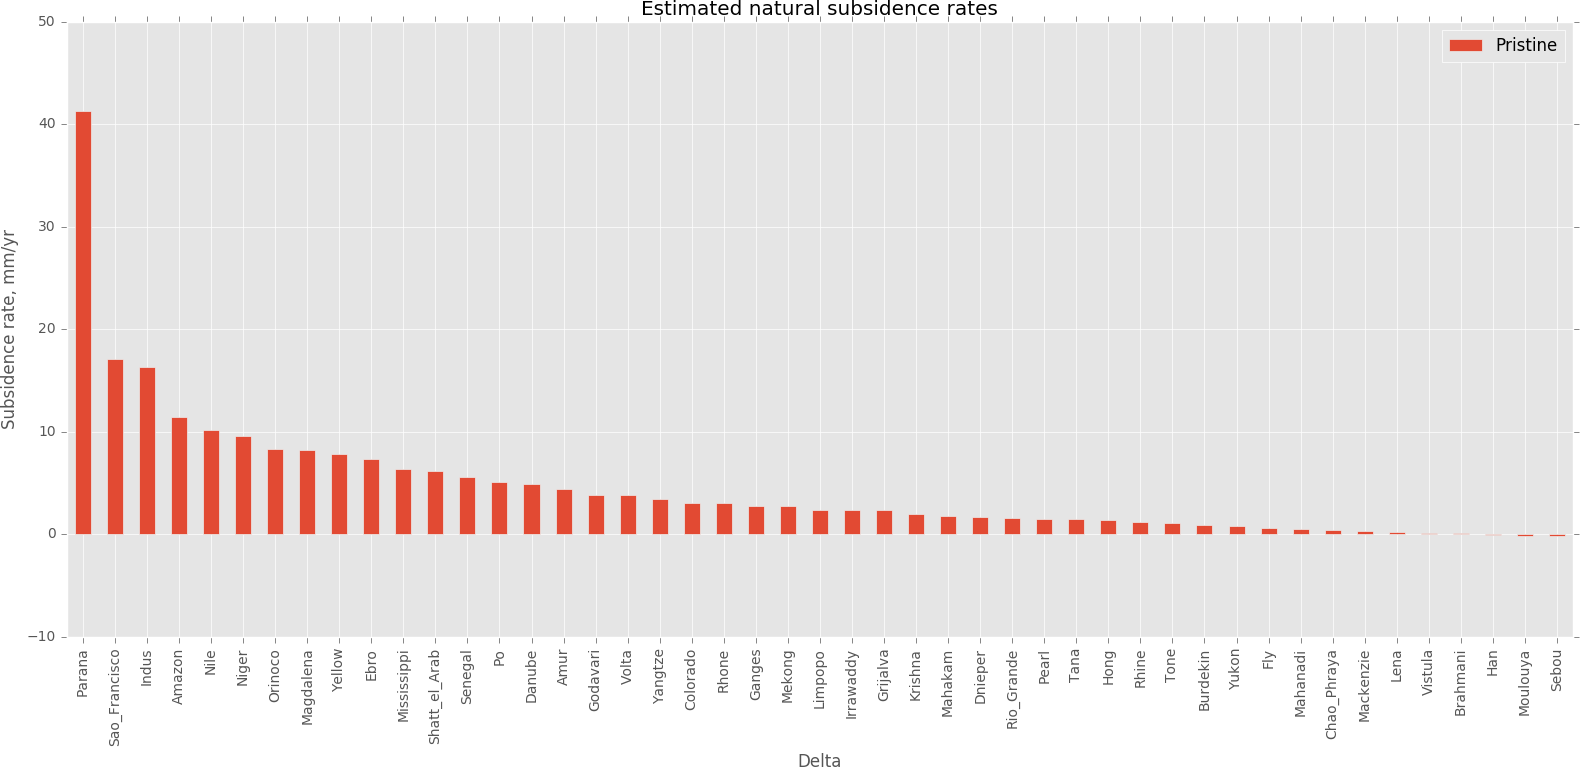 Estimated natural subsidence rates
Pristine
50
40
30
20
10
0
−10
Subsidence rate, mm/yr
Parana
Sao_Francisco
Indus
Amazon
Nile
Niger
Orinoco
Magdalena
Yellow
Ebro
Mississippi
Shatt_el_Arab
Senegal
Po
Danube
Amur
Godavari
Volta
Yangtze
Colorado
Rhone
Ganges
Mekong
Limpopo
Irrawaddy
Grijalva
Krishna
Mahakam
Dnieper
Rio_Grande
Pearl
Tana
Hong
Rhine
Tone
Burdekin
Yukon
Fly
Mahanadi
Chao_Phraya
Mackenzie
Lena
Vistula
Brahmani
Han
Moulouya
Sebou
Delta